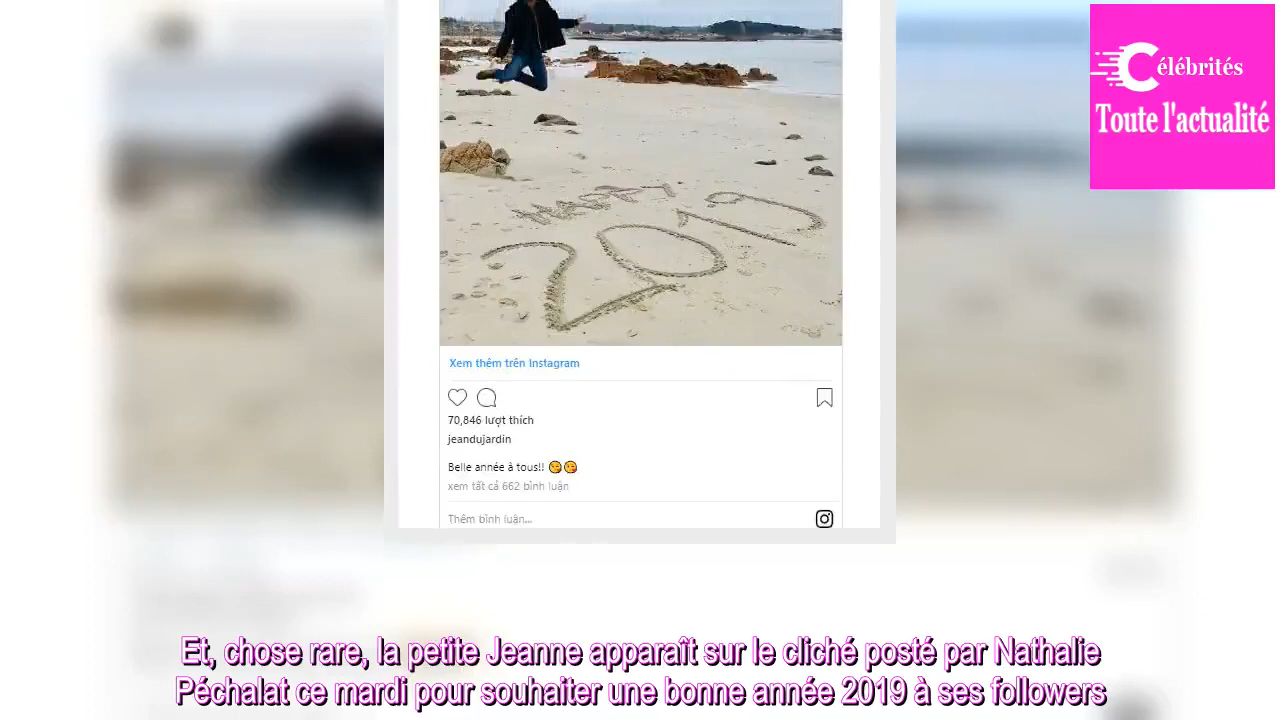 Célébrités
Toute l'actualité
HAPPY
2019
Xem thêm trên Instagram
70,846 lượt thích
jeandujardin
Belle année à tous!! 😘😘
xem tất cả 662 bình luận
Thêm bình luận...
Et, chose rare, la petite Jeanne apparaît sur le cliché posté par Nathalie
Péchalat ce mardi pour souhaiter une bonne année 2019 à ses followers